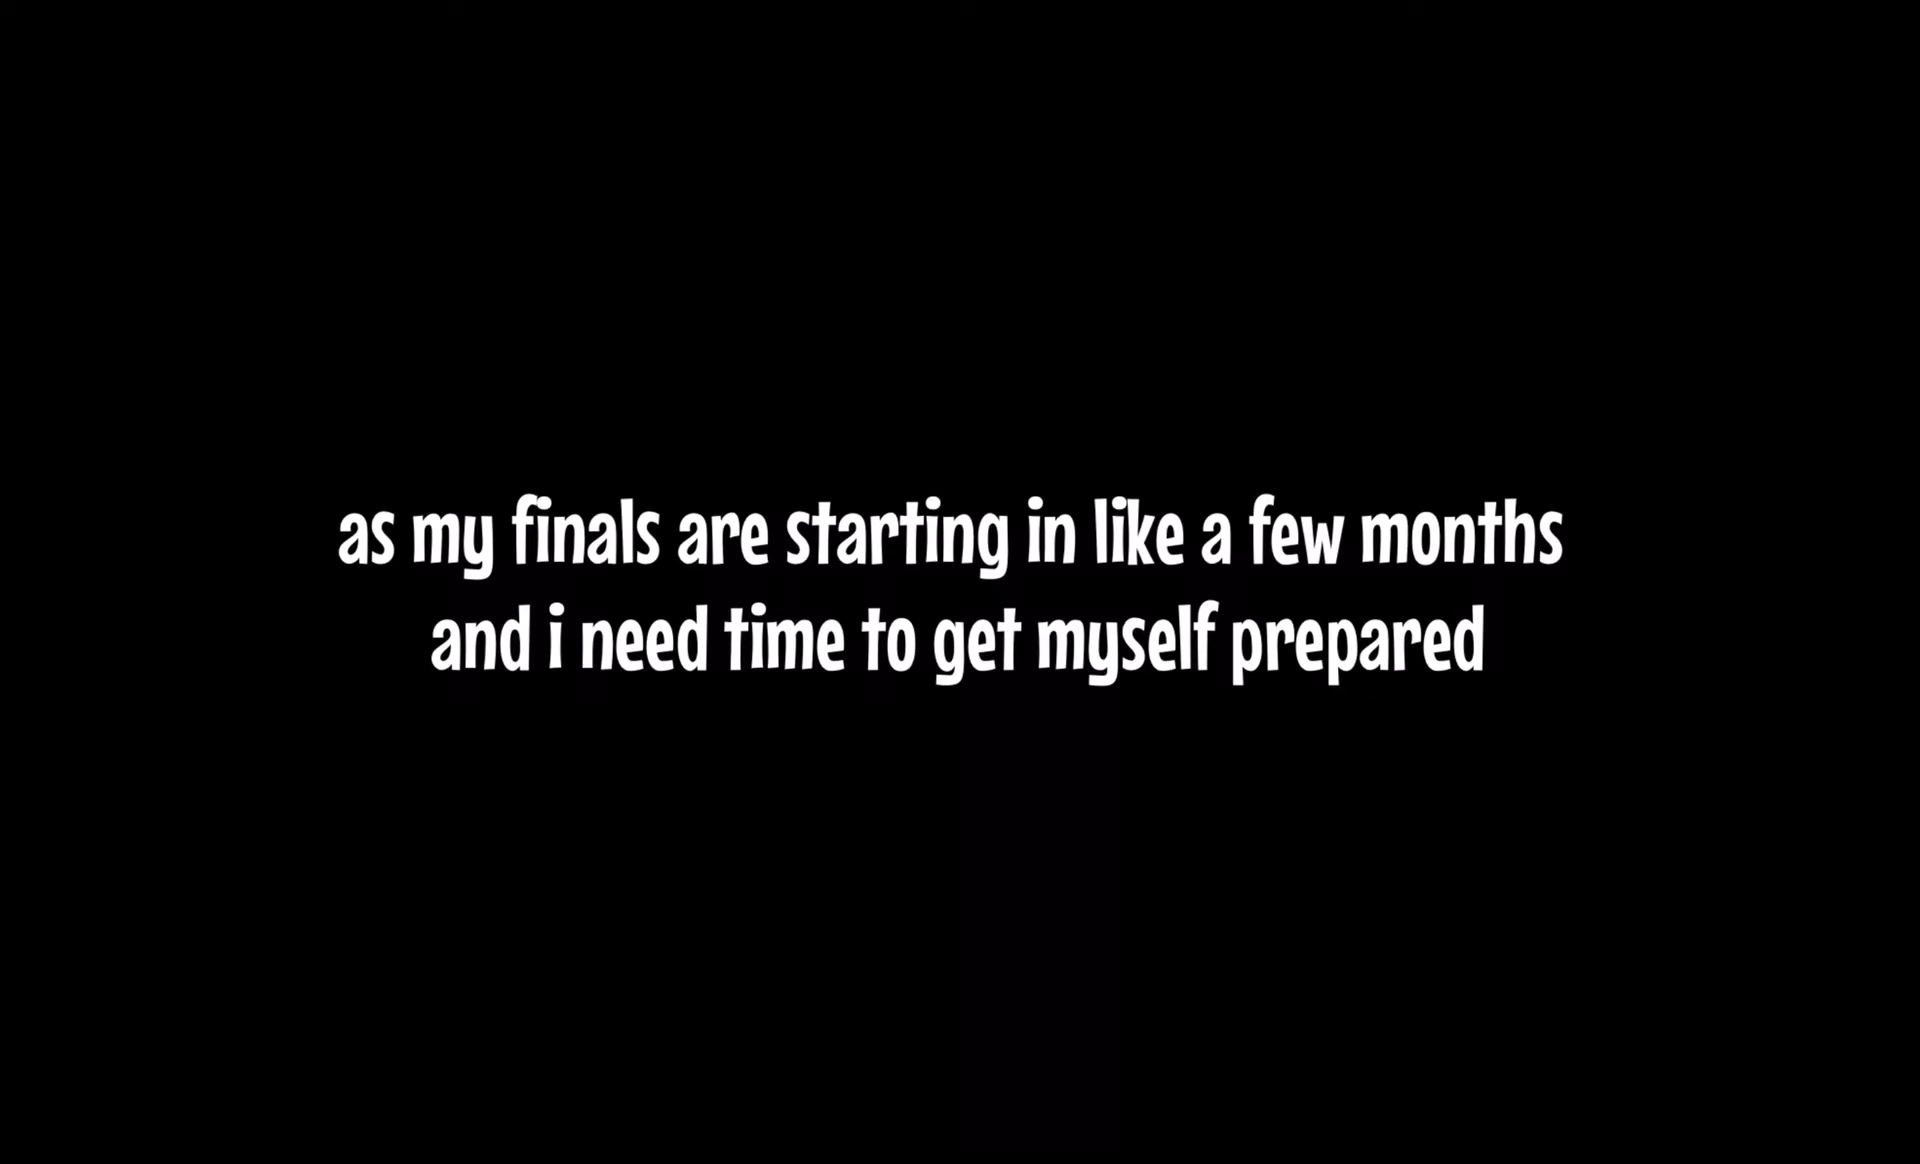 as my finals are starting in like a few months
and i need time to get myself prepared